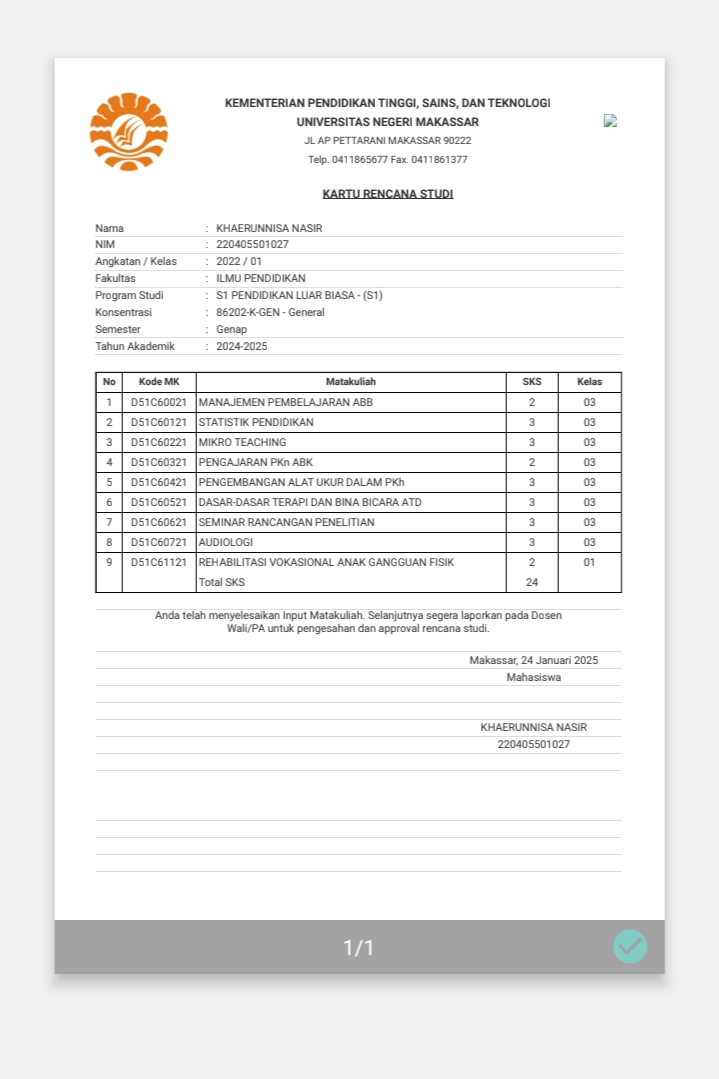 KEMENTERIAN PENDIDIKAN TINGGI, SAINS, DAN TEKNOLOGI
UNIVERSITAS NEGERI MAKASSAR
JL AP PETTARANI MAKASSAR 90222
Telp. 0411865677 Fax. 0411861377
KARTU RENCANA STUDI
Nama : KHAERUNNISA NASIR
NIM : 220405501027
Angkatan / Kelas : 2022 / 01
Fakultas : ILMU PENDIDIKAN
Program Studi : S1 PENDIDIKAN LUAR BIASA - (S1)
Konsentrasi : 86202-K-GEN - General
Semester : Genap
Tahun Akademik : 2024-2025
No Kode MK Matakuliah SKS Kelas
1 D51C60021 MANAJEMEN PEMBELAJARAN ABB 2 03
2 D51C60121 STATISTIK PENDIDIKAN 3 03
3 D51C60221 MIKRO TEACHING 3 03
4 D51C60321 PENGAJARAN PKn ABK 2 03
5 D51C60421 PENGEMBANGAN ALAT UKUR DALAM PKh 3 03
6 D51C60521 DASAR-DASAR TERAPI DAN BINA BICARA ATD 3 03
7 D51C60621 SEMINAR RANCANGAN PENELITIAN 3 03
8 D51C60721 AUDIOLOGI 3 03
9 D51C61121 REHABILITASI VOKASIONAL ANAK GANGGUAN FISIK 2 01
Total SKS 24
Anda telah menyelesaikan Input Matakuliah. Selanjutnya segera laporkan pada Dosen
Wali/PA untuk pengesahan dan approval rencana studi.
Makassar, 24 Januari 2025
Mahasiswa
KHAERUNNISA NASIR
220405501027
1/1